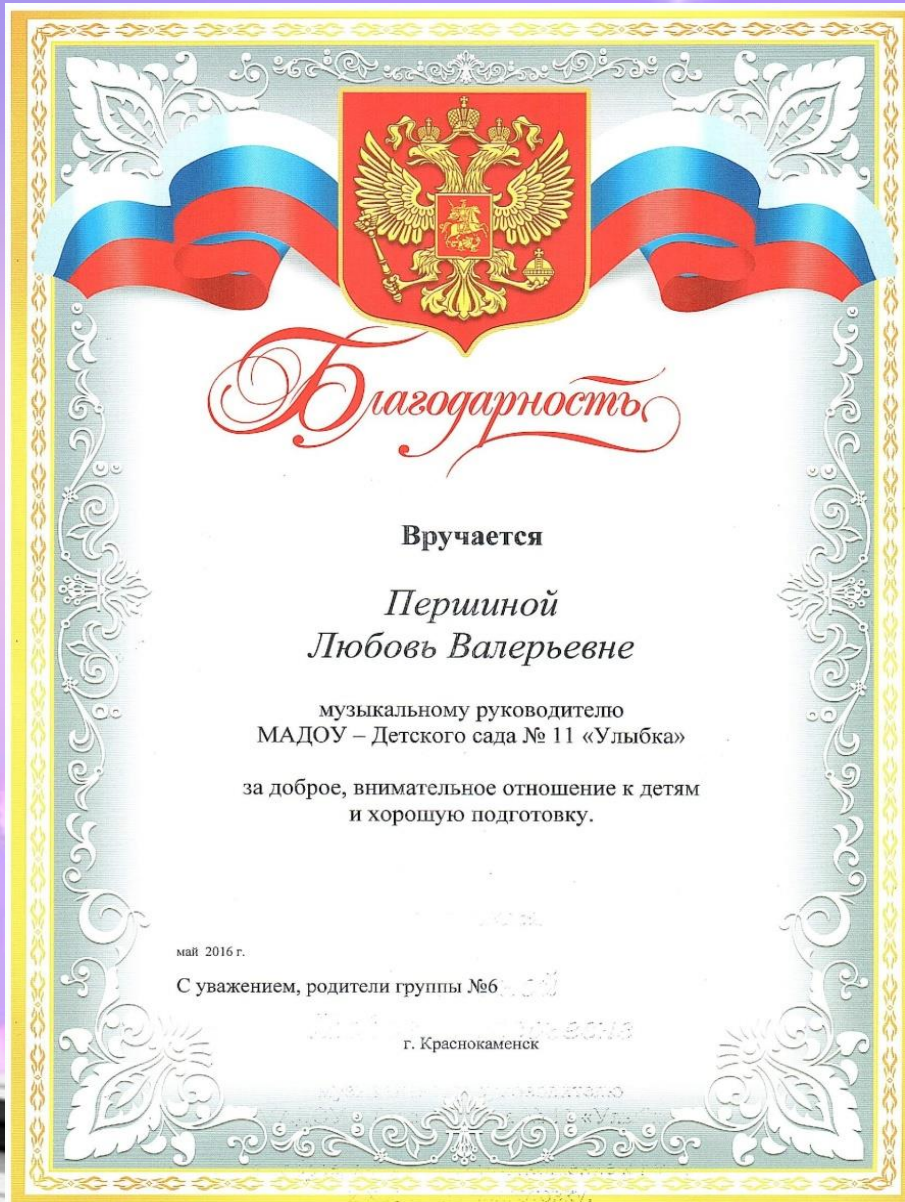 Благодарность
Вручается
Першиной
Любовь Валерьевне
музыкальному руководителю
МАДОУ – Детского сада № 11 «Улыбка»
за доброе, внимательное отношение к детям
и хорошую подготовку.
май 2016 г.
С уважением, родители группы №6
г. Краснокаменск